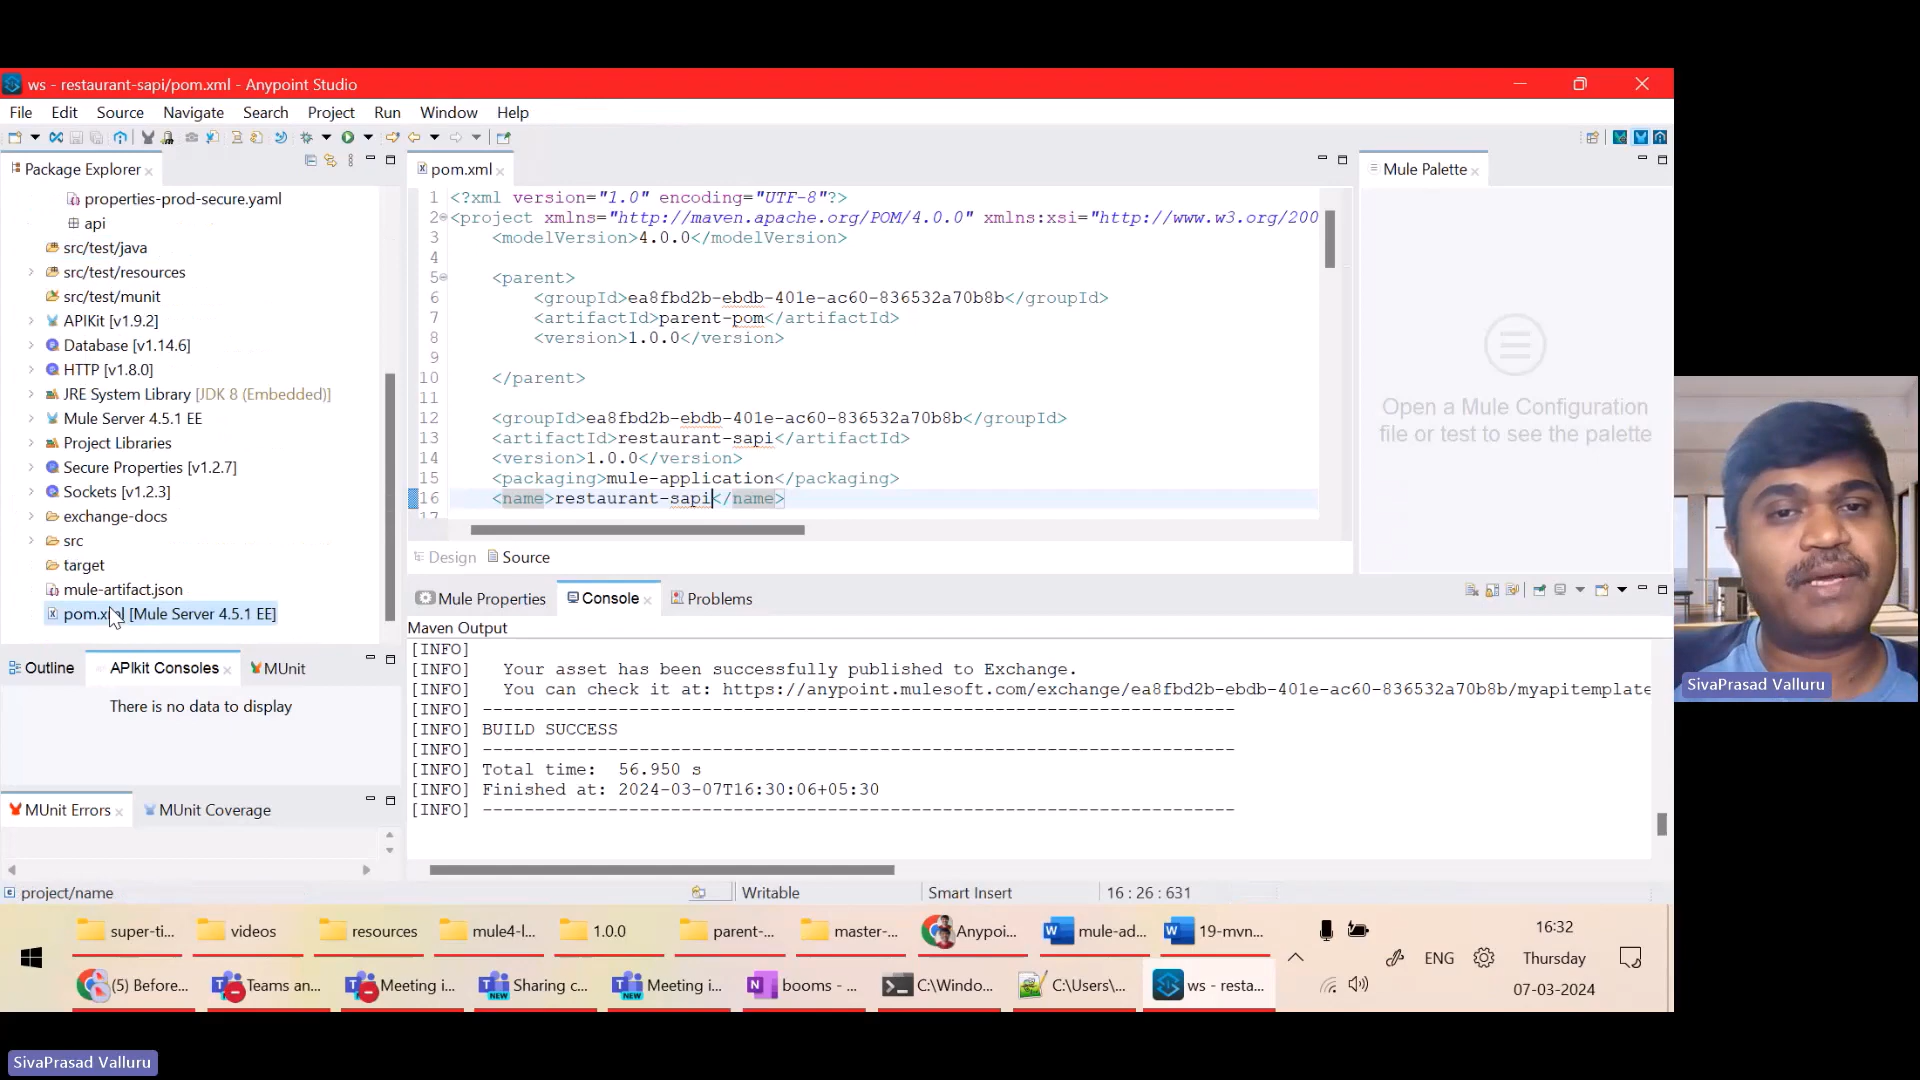 ws - restaurant-sapi/pom.xml - Anypoint Studio
File Edit Source Navigate Search Project Run Window Help
Package Explorer
properties-prod-secure.yaml
api
src/test/java
src/test/resources
src/test/munit
APIKit [v1.9.2]
Database [v1.14.6]
HTTP [v1.8.0]
JRE System Library [JDK 8 (Embedded)]
Mule Server 4.5.1 EE
Project Libraries
Secure Properties [v1.2.7]
Sockets [v1.2.3]
exchange-docs
src
target
mule-artifact.json
pom.xml [Mule Server 4.5.1 EE]
pom.xml
1 <?xml version="1.0" encoding="UTF-8"?>
2 <project xmlns="http://maven.apache.org/POM/4.0.0" xmlns:xsi="http://www.w3.org/200
3 <modelVersion>4.0.0</modelVersion>
4
5 <parent>
6 <groupId>ea8fbd2b-ebdb-401e-ac60-836532a70b8b</groupId>
7 <artifactId>parent-pom</artifactId>
8 <version>1.0.0</version>
9
10 </parent>
11
12 <groupId>ea8fbd2b-ebdb-401e-ac60-836532a70b8b</groupId>
13 <artifactId>restaurant-sapi</artifactId>
14 <version>1.0.0</version>
15 <packaging>mule-application</packaging>
16 <name>restaurant-sapi</name>
17
Design Source
Mule Palette
Open a Mule Configuration
file or test to see the palette
Outline APIkit Consoles MUnit
There is no data to display
MUnit Errors MUnit Coverage
Mule Properties Console Problems
Maven Output
[INFO]
[INFO] Your asset has been successfully published to Exchange.
[INFO] You can check it at: https://anypoint.mulesoft.com/exchange/ea8fbd2b-ebdb-401e-ac60-836532a70b8b/myapitemplate
[INFO] ------------------------------------------------------------------------
[INFO] BUILD SUCCESS
[INFO] ------------------------------------------------------------------------
[INFO] Total time: 56.950 s
[INFO] Finished at: 2024-03-07T16:30:06+05:30
[INFO] ------------------------------------------------------------------------
project/name Writable Smart Insert 16 : 26 : 631
super-ti... videos resources mule4-l... 1.0.0 parent-... master-... Anypoi... mule-ad... 19-mvn...
(5) Before... Teams an... Meeting i... Sharing c... Meeting i... booms - ... C:\Windo... C:\Users\... ws - resta...
ENG
16:32
Thursday
07-03-2024
SivaPrasad Valluru
SivaPrasad Valluru